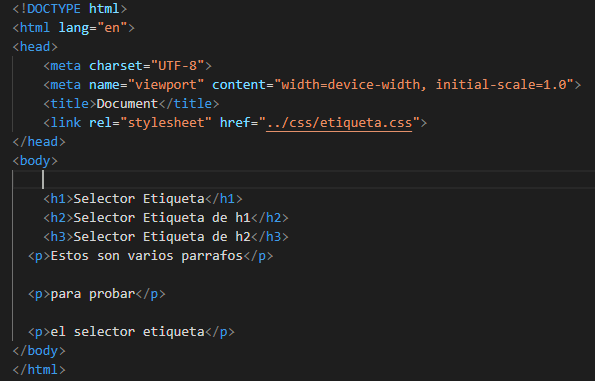 <!DOCTYPE html>
<html lang="en">
<head>
    <meta charset="UTF-8">
    <meta name="viewport" content="width=device-width, initial-scale=1.0">
    <title>Document</title>
    <link rel="stylesheet" href="../css/etiqueta.css">
</head>
<body>
    <h1>Selector Etiqueta</h1>
    <h2>Selector Etiqueta de h1</h2>
    <h3>Selector Etiqueta de h2</h3>
  <p>Estos son varios parrafos</p>
  <p>para probar</p>
  <p>el selector etiqueta</p>
</body>
</html>